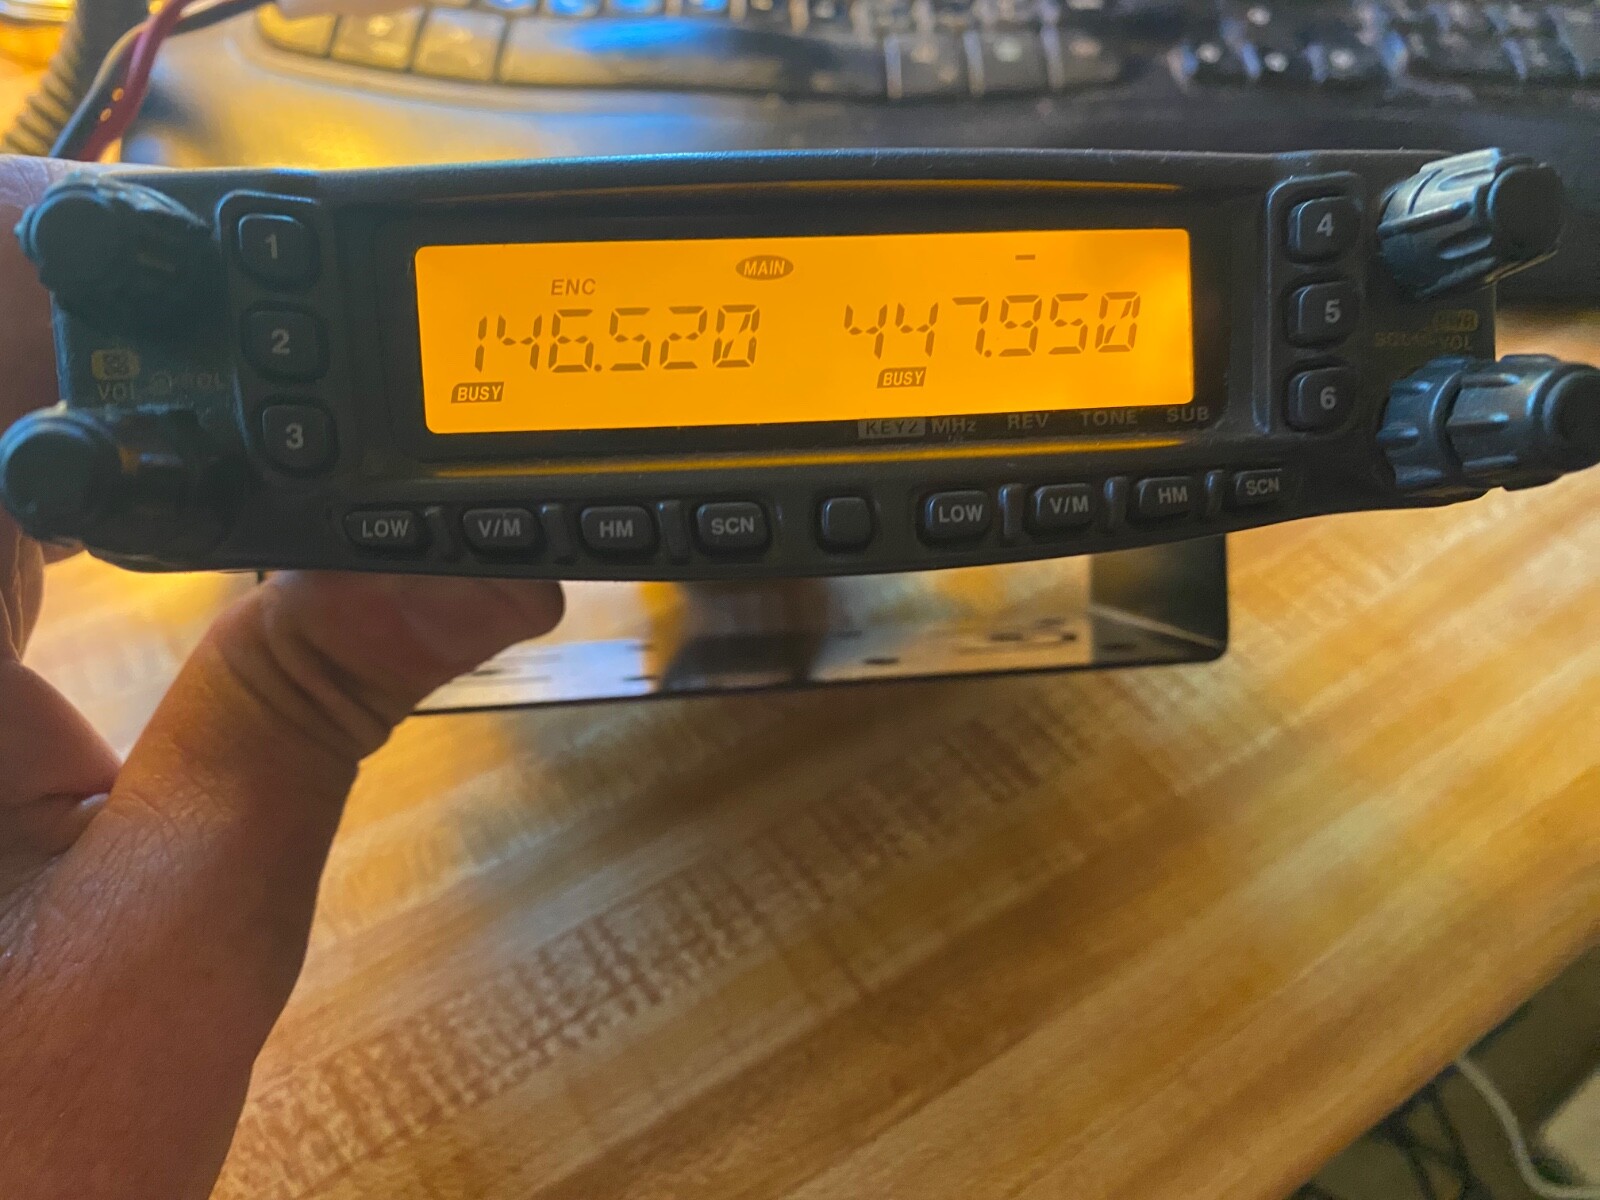 MAIN
ENC
146.520 447.950
BUSY BUSY
KEY2 MHz REV TONE SUB
1
2
3
4
5
6
VOL
VOL
LOW V/M HM SCN LOW V/M HM SCN